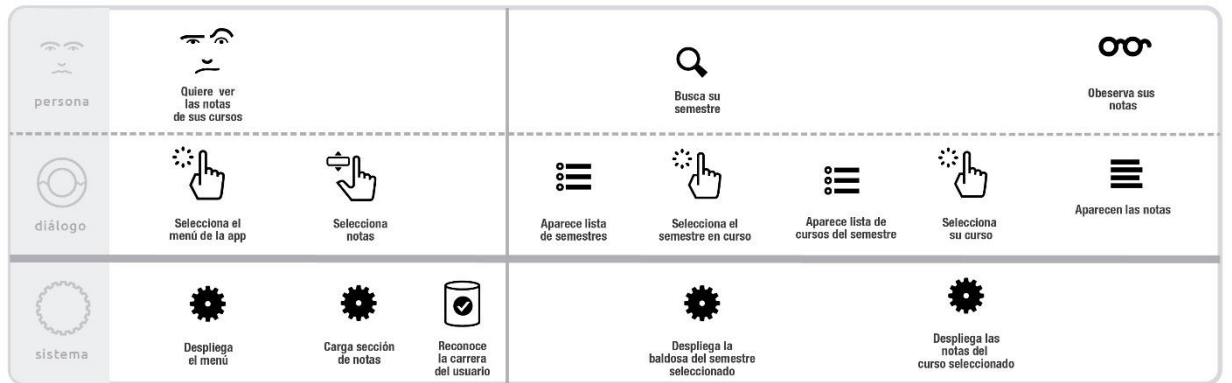 persona
Quiere ver
las notas
de sus cursos
Busca su
semestre
Obeserva sus
notas
diálogo
Selecciona el
menú de la app
Selecciona
notas
Aparece lista
de semestres
Selecciona el
semestre en curso
Aparece lista de
cursos del semestre
Selecciona
su curso
Aparecen las notas
sistema
Despliega
el menú
Carga sección
de notas
Reconoce
la carrera
del usuario
Despliega la
baldosa del semestre
seleccionado
Despliega las
notas del
curso seleccionado